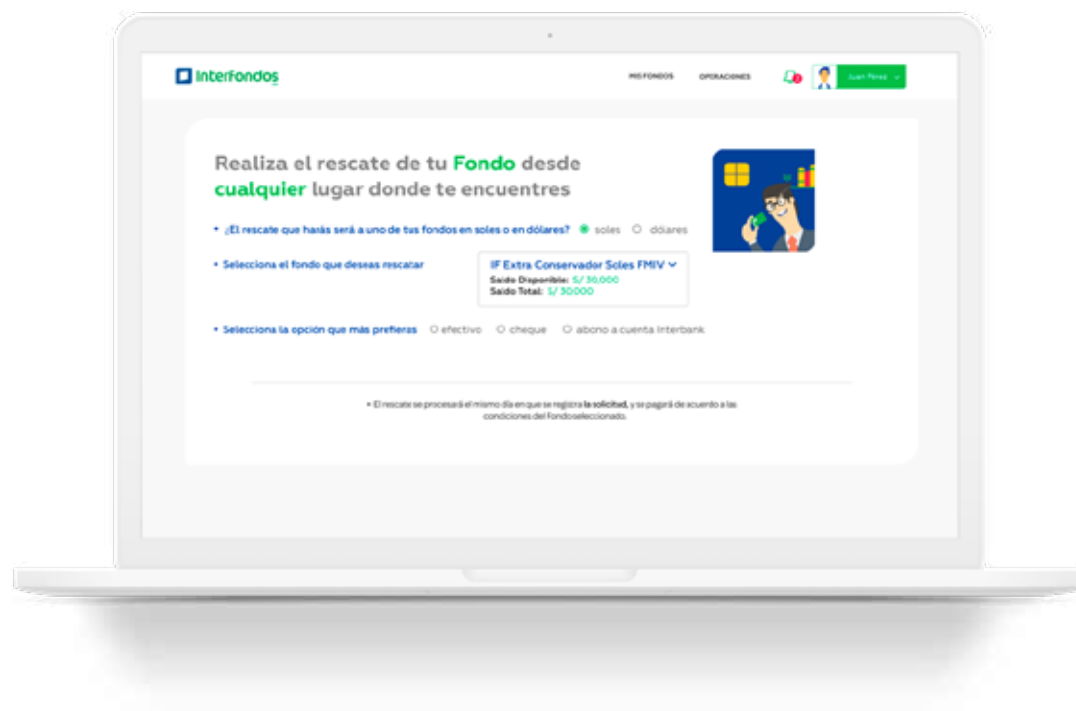 Interfondos
MIS FONDOS OPERACIONES 2 Juan Pérez
Realiza el rescate de tu Fondo desde
cualquier lugar donde te encuentres
• ¿El rescate que harás será a uno de tus fondos en soles o en dólares? soles dólares
• Selecciona el fondo que deseas rescatar
IF Extra Conservador Soles FMIV
Saldo Disponible: S/ 30,000
Saldo Total: S/ 30,000
• Selecciona la opción que más prefieras efectivo cheque abono a cuenta Interbank
• El rescate se procesará el mismo día en que se registra la solicitud, y se pagará de acuerdo a las
condiciones del Fondo seleccionado.